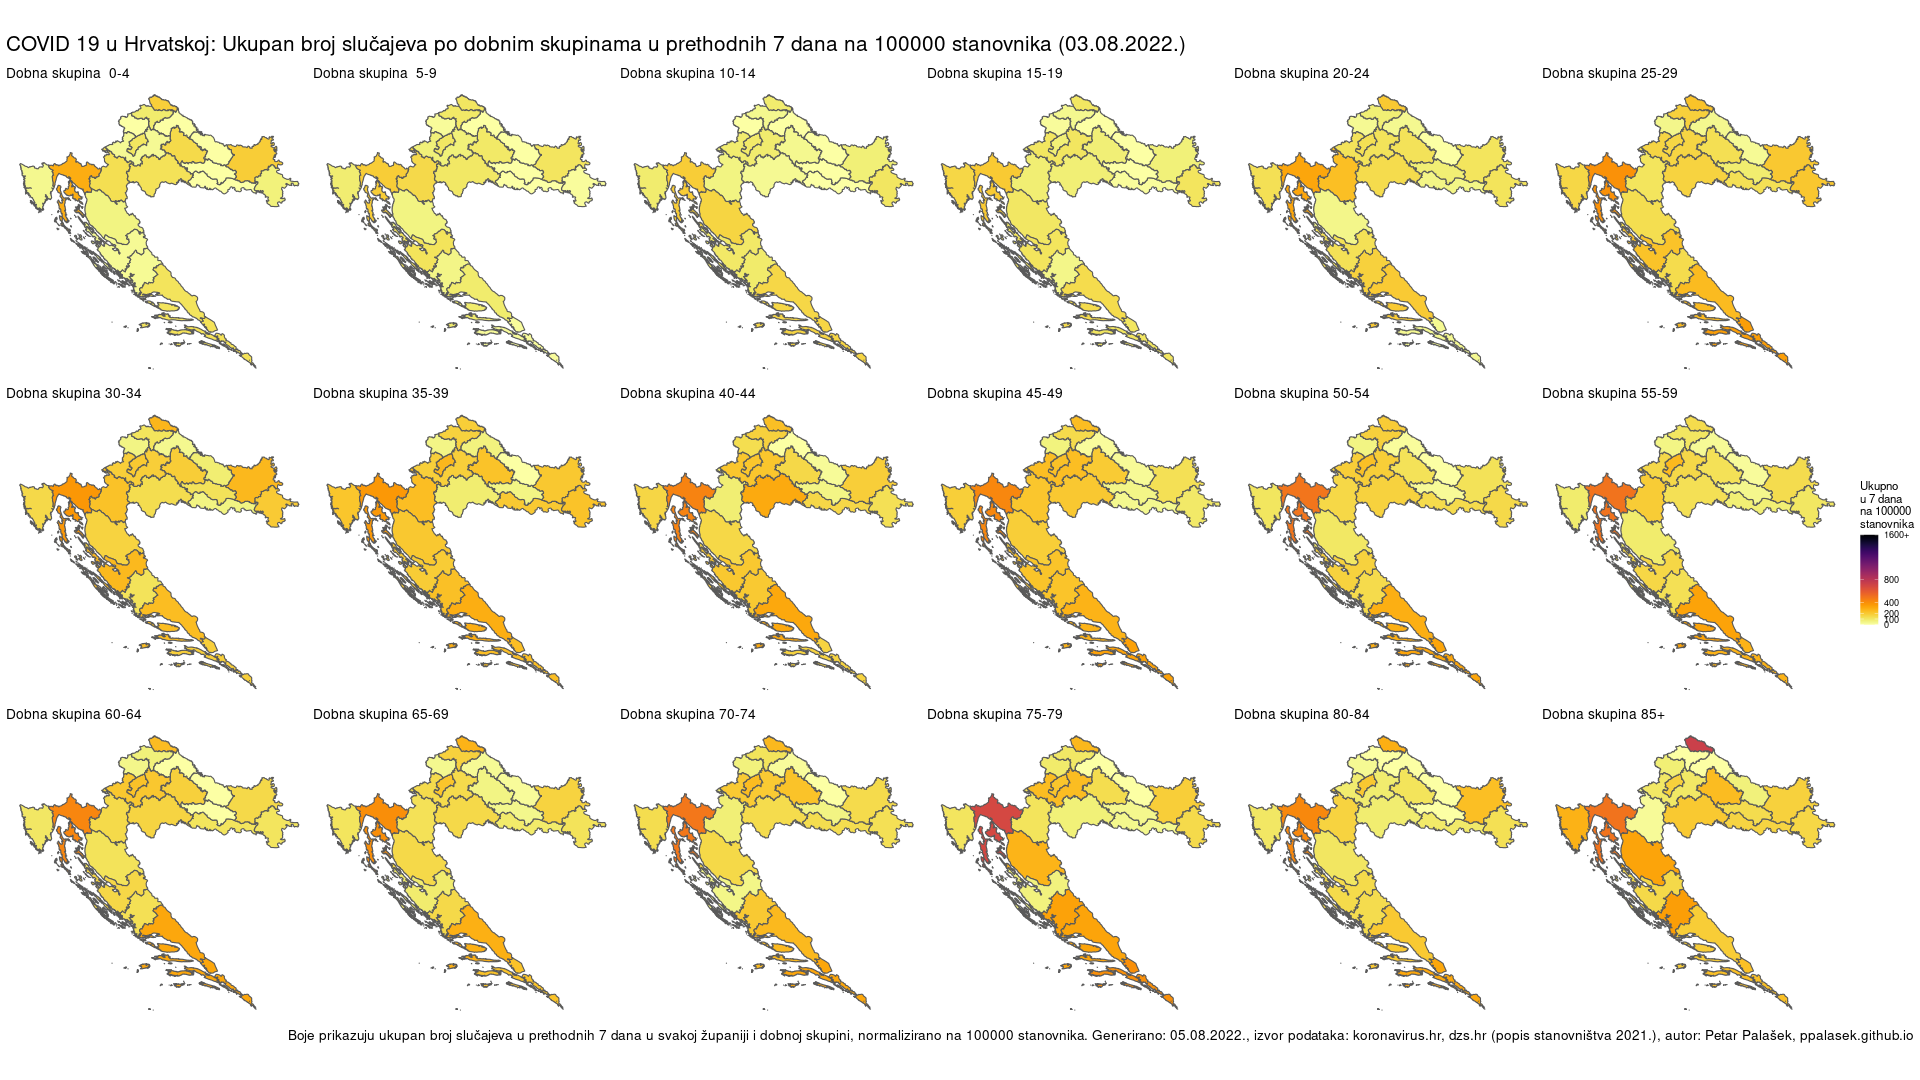 COVID 19 u Hrvatskoj: Ukupan broj slučajeva po dobnim skupinama u prethodnih 7 dana na 100000 stanovnika (03.08.2022.)
Dobna skupina 0-4
Dobna skupina 5-9
Dobna skupina 10-14
Dobna skupina 15-19
Dobna skupina 20-24
Dobna skupina 25-29
Dobna skupina 30-34
Dobna skupina 35-39
Dobna skupina 40-44
Dobna skupina 45-49
Dobna skupina 50-54
Dobna skupina 55-59
Ukupno
u 7 dana
na 100000
stanovnika
1600+
800
400
200
100
0
Dobna skupina 60-64
Dobna skupina 65-69
Dobna skupina 70-74
Dobna skupina 75-79
Dobna skupina 80-84
Dobna skupina 85+
Boje prikazuju ukupan broj slučajeva u prethodnih 7 dana u svakoj županiji i dobnoj skupini, normalizirano na 100000 stanovnika. Generirano: 05.08.2022., izvor podataka: koronavirus.hr, dzs.hr (popis stanovništva 2021.), autor: Petar Palašek, ppalasek.github.io